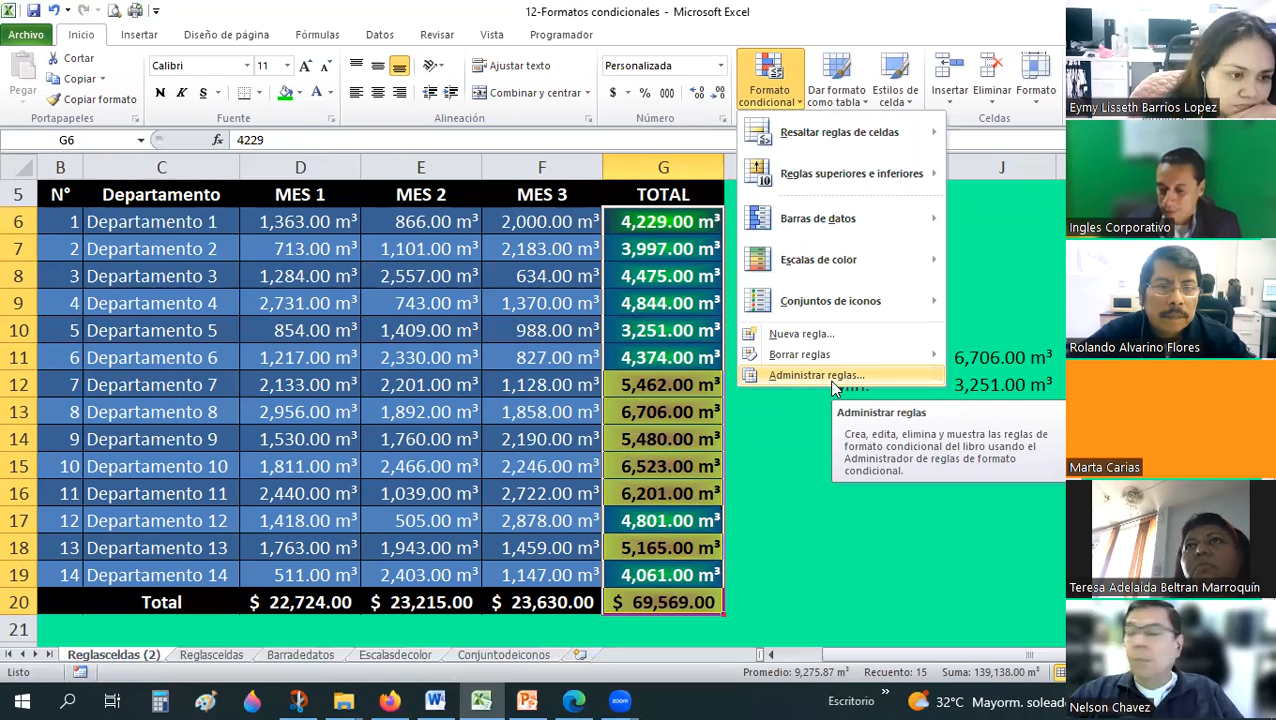 12-Formatos condicionales - Microsoft Excel
Archivo Inicio Insertar Diseño de página Fórmulas Datos Revisar Vista Programador
Pegar
Cortar
Copiar
Copiar formato
Portapapeles
Calibri 11
N K S
Fuente
Ajustar texto
Combinar y centrar
Alineación
Personalizada
$ % 000
Número
Formato condicional
Dar formato como tabla
Estilos de celda
Insertar Eliminar Formato
Celdas
G6 fx 4229
B C D E F G J
5 N° Departamento MES 1 MES 2 MES 3 TOTAL
6 1 Departamento 1 1,363.00 m³ 866.00 m³ 2,000.00 m³ 4,229.00 m³
7 2 Departamento 2 713.00 m³ 1,101.00 m³ 2,183.00 m³ 3,997.00 m³
8 3 Departamento 3 1,284.00 m³ 2,557.00 m³ 634.00 m³ 4,475.00 m³
9 4 Departamento 4 2,731.00 m³ 743.00 m³ 1,370.00 m³ 4,844.00 m³
10 5 Departamento 5 854.00 m³ 1,409.00 m³ 988.00 m³ 3,251.00 m³
11 6 Departamento 6 1,217.00 m³ 2,330.00 m³ 827.00 m³ 4,374.00 m³ 6,706.00 m³
12 7 Departamento 7 2,133.00 m³ 2,201.00 m³ 1,128.00 m³ 5,462.00 m³ 3,251.00 m³
13 8 Departamento 8 2,956.00 m³ 1,892.00 m³ 1,858.00 m³ 6,706.00 m³
14 9 Departamento 9 1,530.00 m³ 1,760.00 m³ 2,190.00 m³ 5,480.00 m³
15 10 Departamento 10 1,811.00 m³ 2,466.00 m³ 2,246.00 m³ 6,523.00 m³
16 11 Departamento 11 2,440.00 m³ 1,039.00 m³ 2,722.00 m³ 6,201.00 m³
17 12 Departamento 12 1,418.00 m³ 505.00 m³ 2,878.00 m³ 4,801.00 m³
18 13 Departamento 13 1,763.00 m³ 1,943.00 m³ 1,459.00 m³ 5,165.00 m³
19 14 Departamento 14 511.00 m³ 2,403.00 m³ 1,147.00 m³ 4,061.00 m³
20 Total $ 22,724.00 $ 23,215.00 $ 23,630.00 $ 69,569.00
21
Resaltar reglas de celdas
Reglas superiores e inferiores
10
Barras de datos
Escalas de color
Conjuntos de iconos
Nueva regla...
Borrar reglas
Administrar reglas...
Administrar reglas
Crea, edita, elimina y muestra las reglas de
formato condicional del libro usando el
Administrador de reglas de formato
condicional.
Reglasceldas (2) Reglasceldas Barradedatos Escalasdecolor Conjuntodeiconos
Listo Promedio: 9,275.87 m³ Recuento: 15 Suma: 139,138.00 m³
zoom
Escritorio » 32°C Mayorm. soleado
Eymy Lisseth Barrios Lopez
Ingles Corporativo
Rolando Alvarino Flores
Marta Carias
Teresa Adelaida Beltran Marroquín
Nelson Chavez